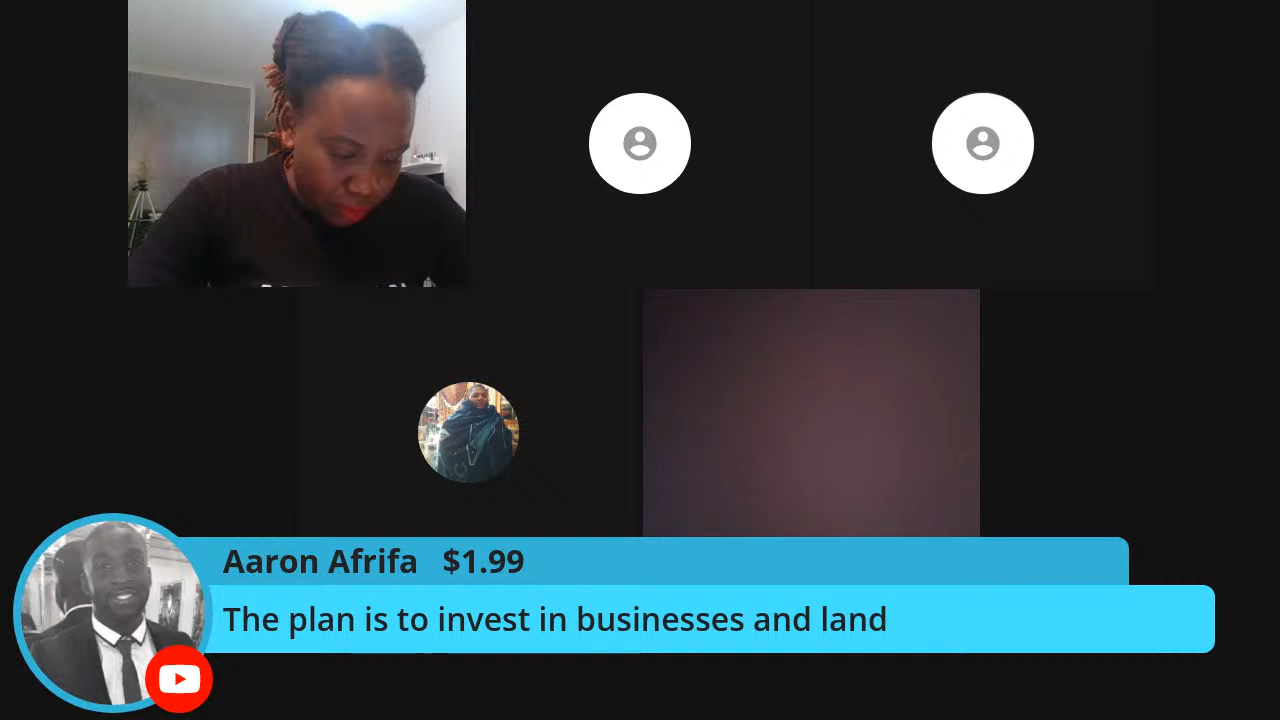 Aaron Afrifa $1.99
The plan is to invest in businesses and land